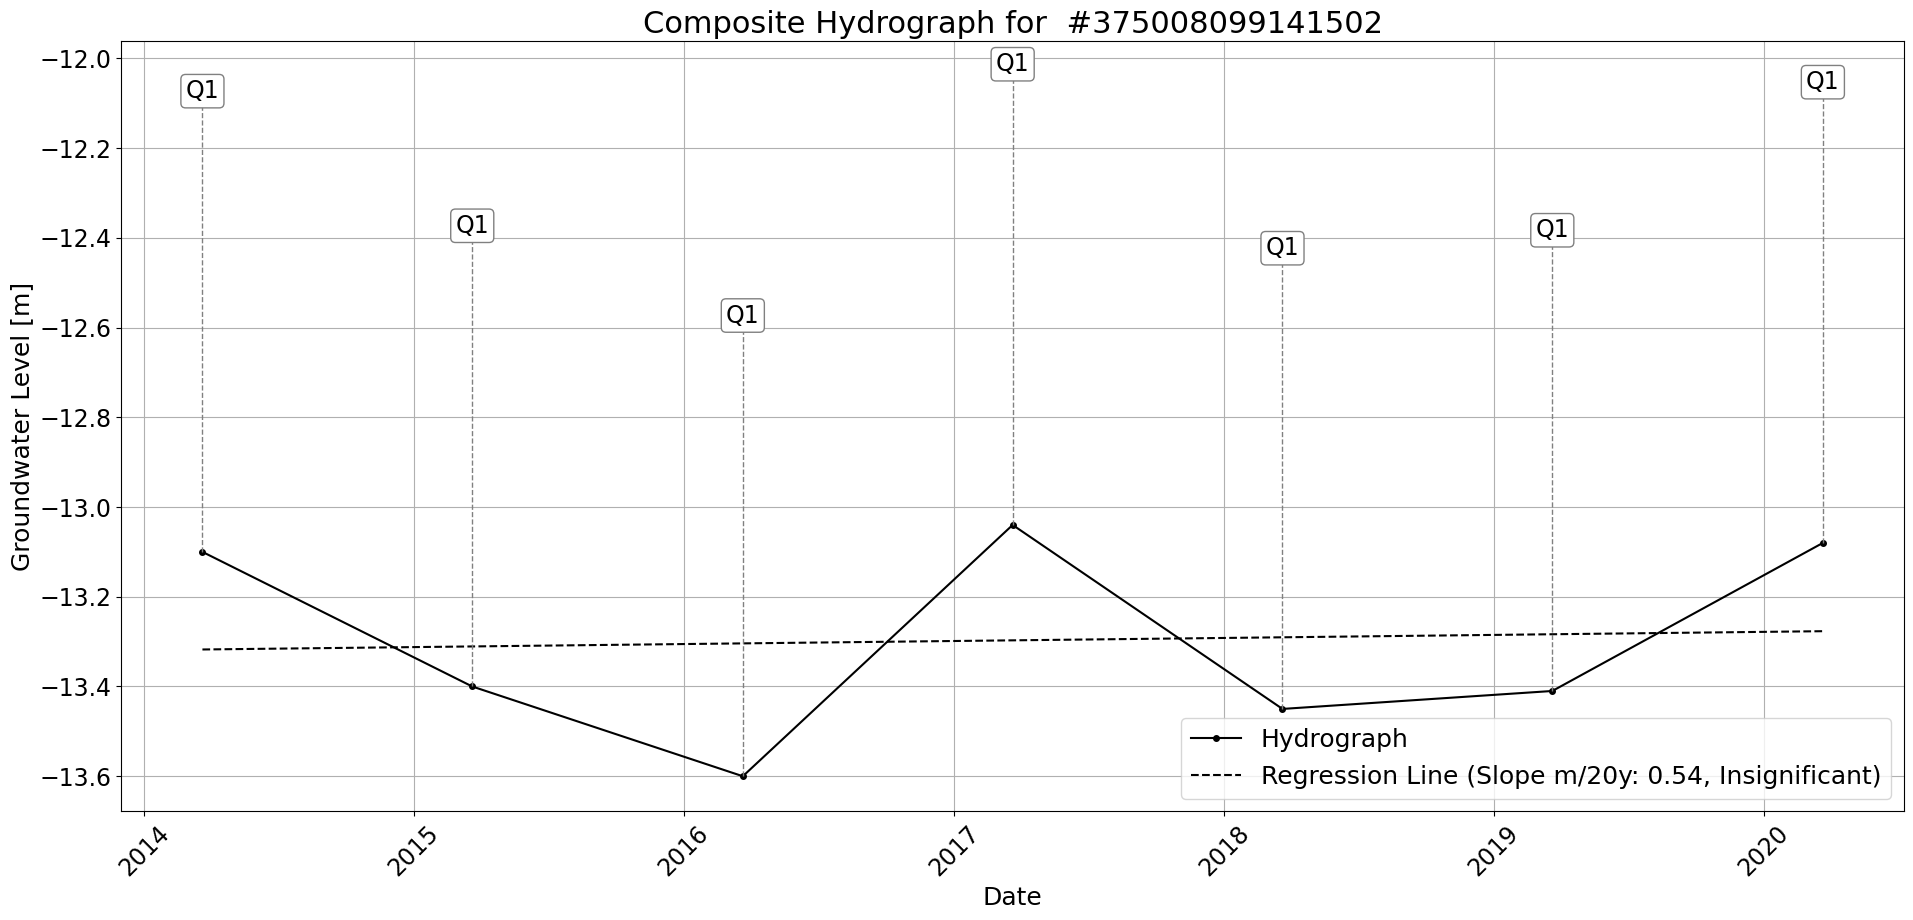 Composite Hydrograph for  #375008099141502
Groundwater Level [m]
−12.0
−12.2
−12.4
−12.6
−12.8
−13.0
−13.2
−13.4
−13.6
Q1
Q1
Q1
Q1
Q1
Q1
Q1
Hydrograph
Regression Line (Slope m/20y: 0.54, Insignificant)
2014
2015
2016
2017
2018
2019
2020
Date